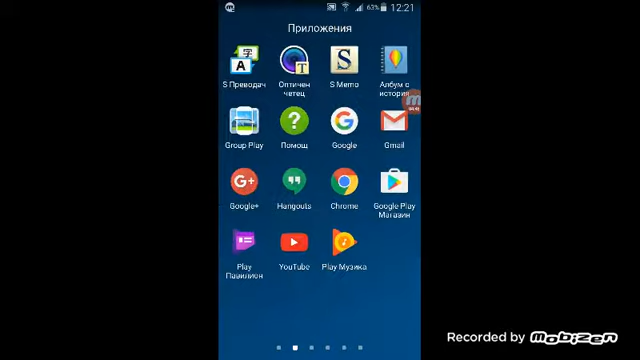 63% 12:21
Приложения
S Преводач
Оптичен
четец
S Memo
Албум с
история
Group Play
Помощ
Google
Gmail
Google+
Hangouts
Chrome
Google Play
Магазин
Play
Павилион
YouTube
Play Музика
Recorded by mobizen